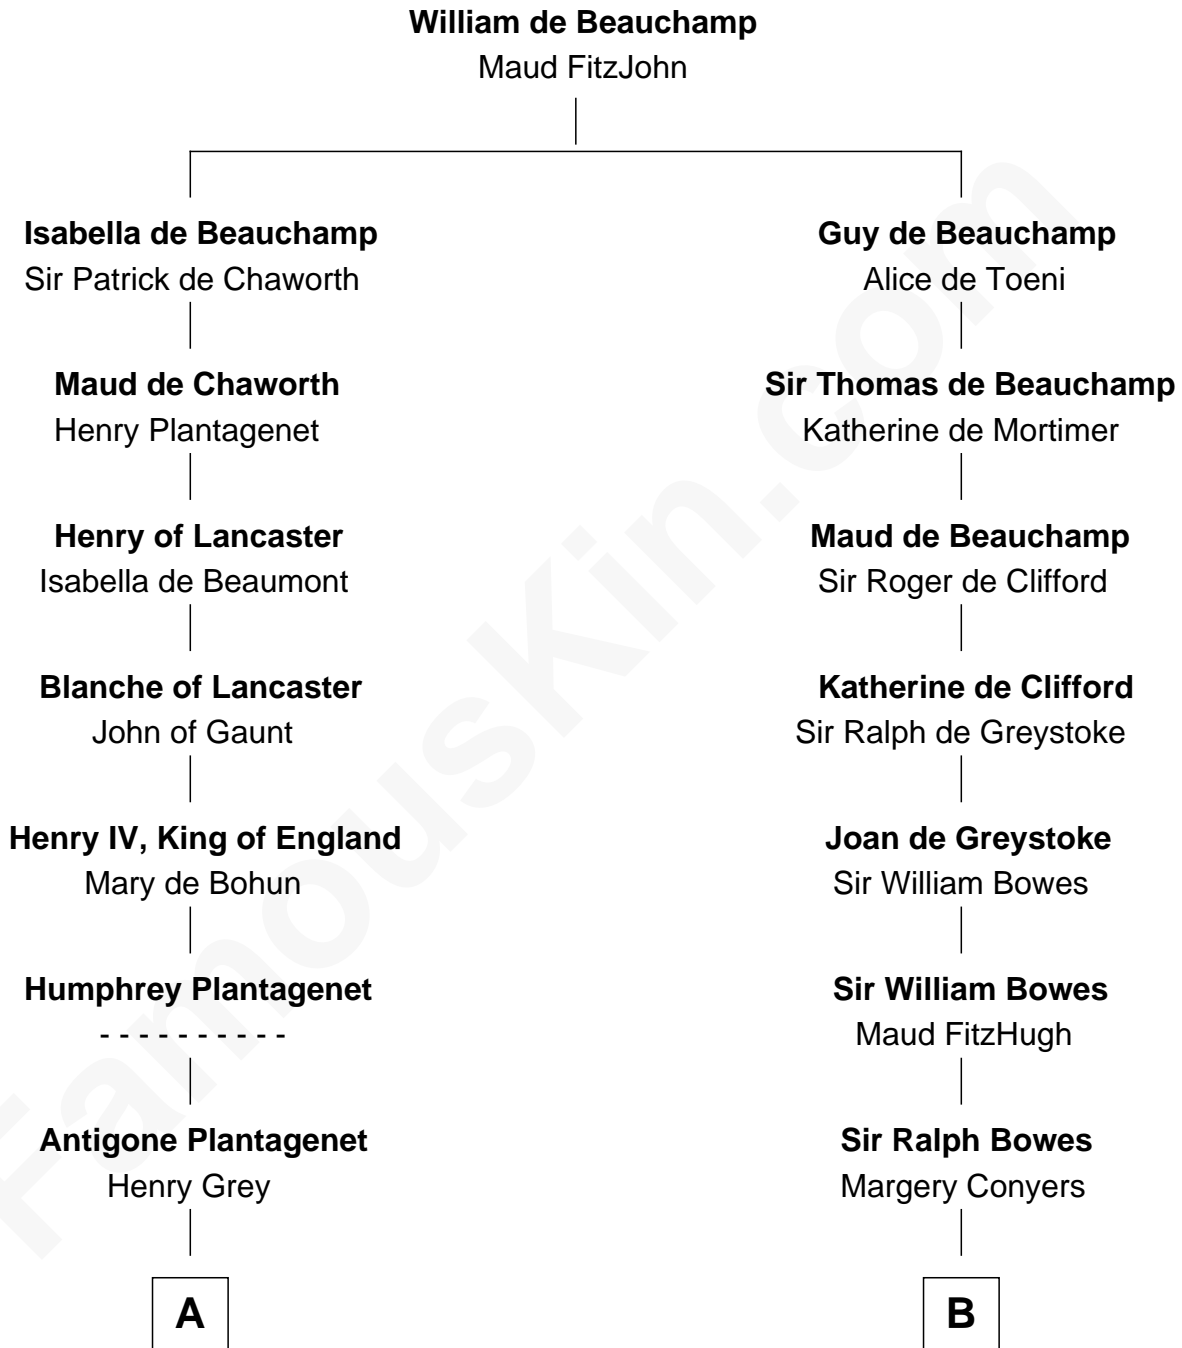 William de Beauchamp
Maud FitzJohn
Isabella de Beauchamp
Sir Patrick de Chaworth
Guy de Beauchamp
Alice de Toeni
Maud de Chaworth
Henry Plantagenet
Sir Thomas de Beauchamp
Katherine de Mortimer
Henry of Lancaster
Isabella de Beaumont
Maud de Beauchamp
Sir Roger de Clifford
Blanche of Lancaster
John of Gaunt
Katherine de Clifford
Sir Ralph de Greystoke
Henry IV, King of England
Mary de Bohun
Joan de Greystoke
Sir William Bowes
Humphrey Plantagenet
- - - - - - - - - -
Sir William Bowes
Maud FitzHugh
Antigone Plantagenet
Henry Grey
Sir Ralph Bowes
Margery Conyers
A
B
FamousKin.com